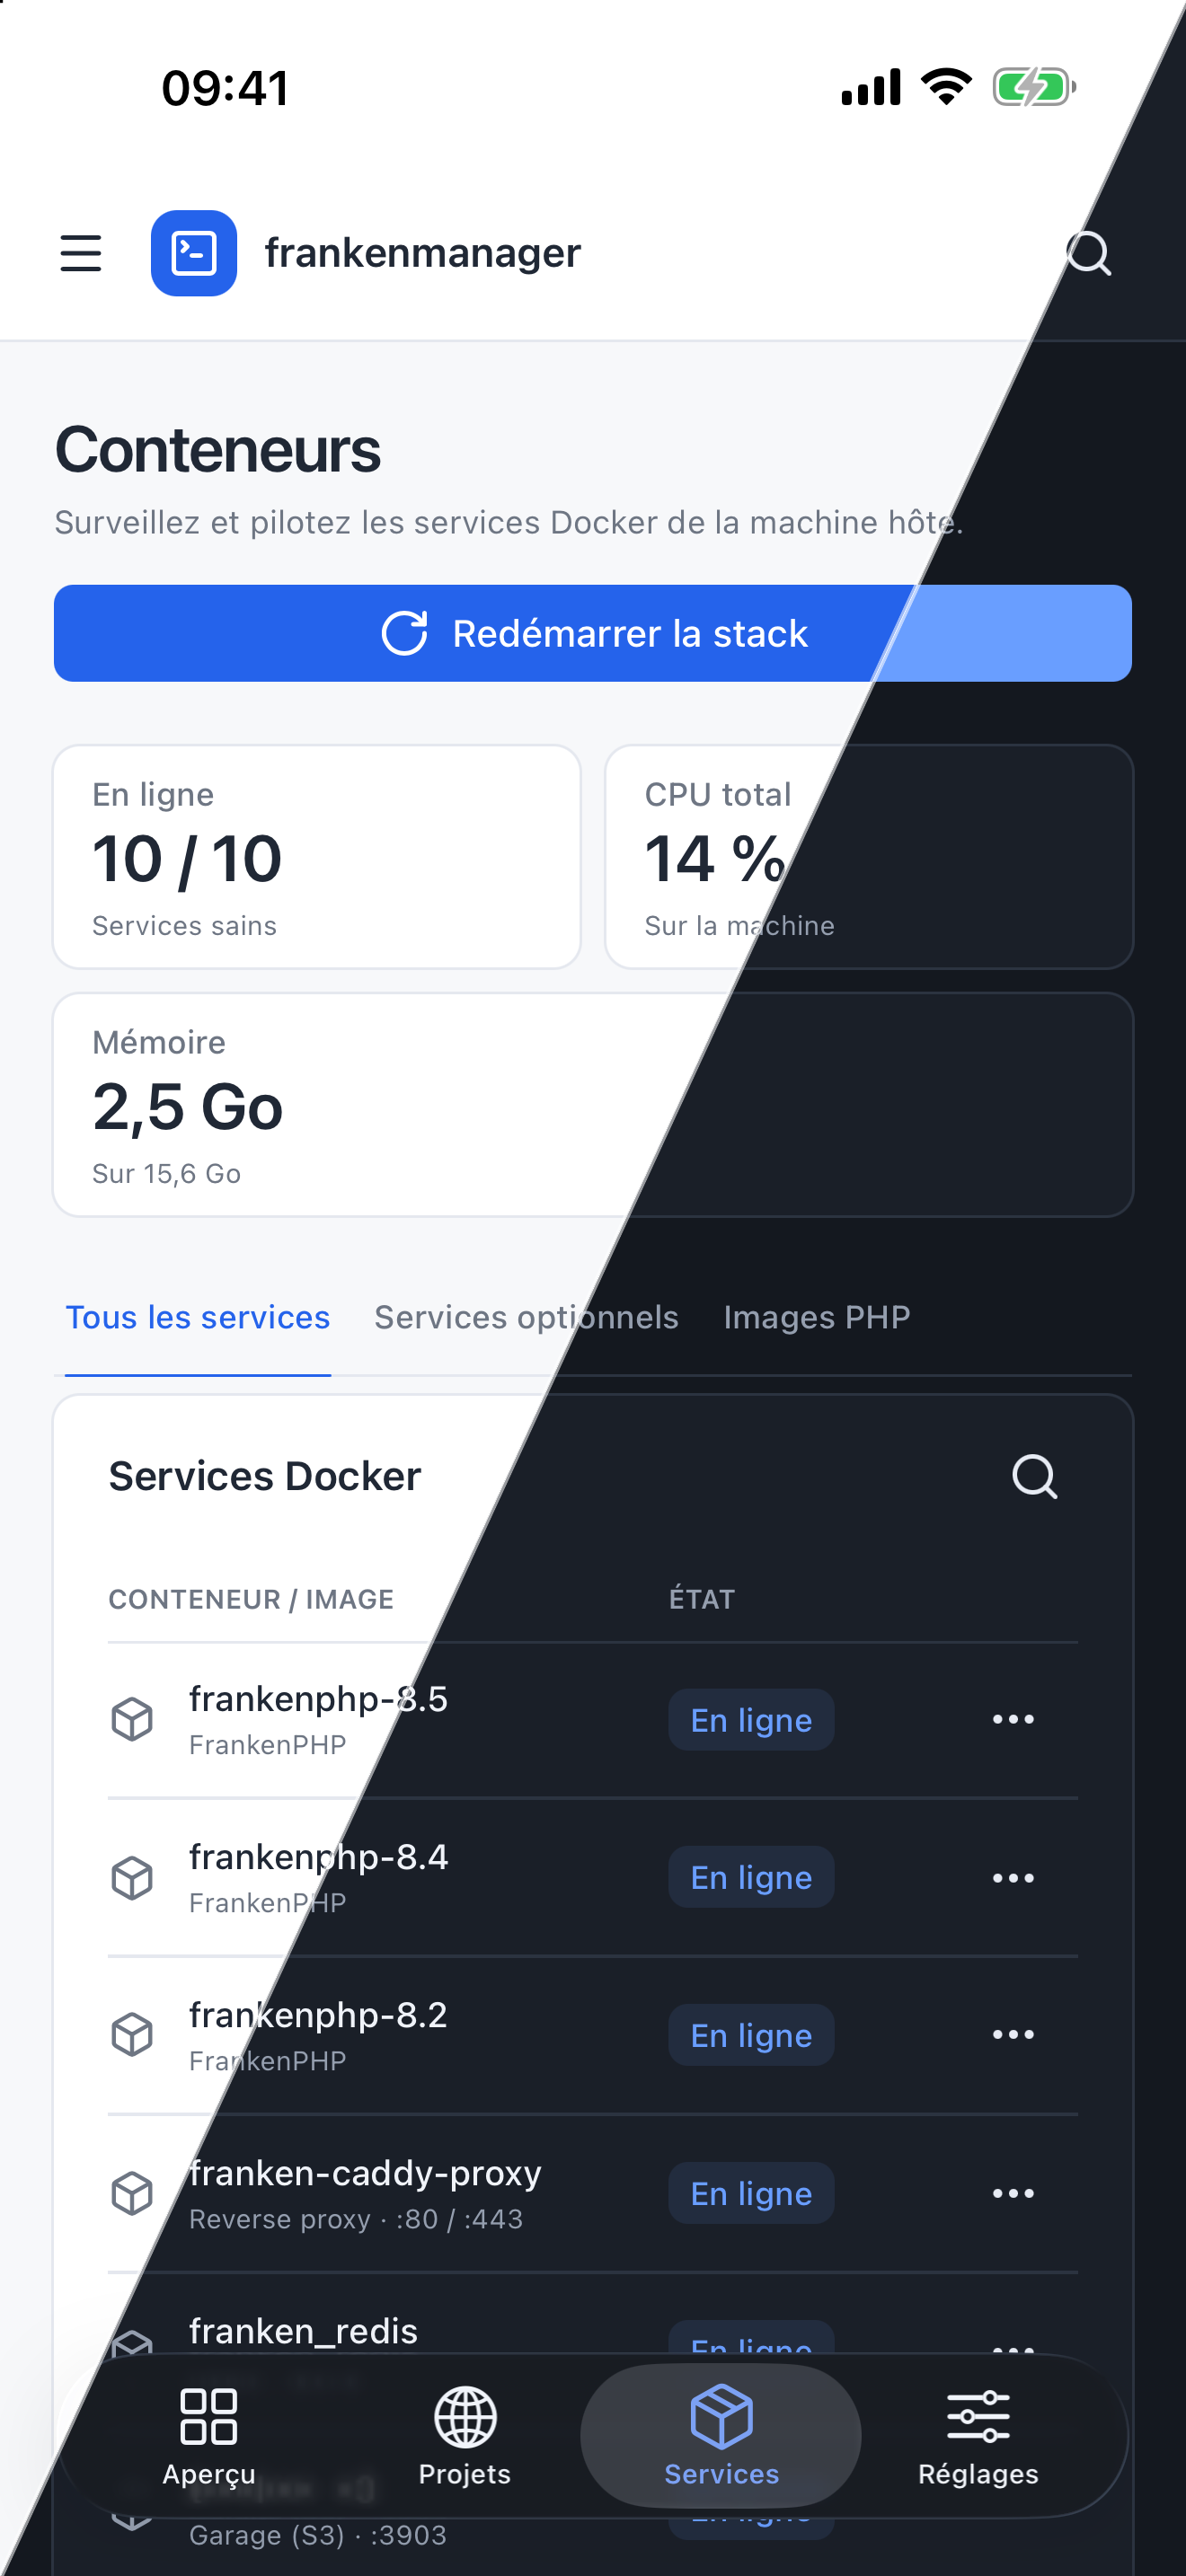 09:41
frankenmanager
Conteneurs
Surveillez et pilotez les services Docker de la machine hôte.
Redémarrer la stack
En ligne
10 / 10
Services sains
CPU total
14 %
Sur la machine
Mémoire
2,5 Go
Sur 15,6 Go
Tous les services Services optionnels Images PHP
Services Docker
CONTENEUR / IMAGE ÉTAT
frankenphp-8.5
FrankenPHP
En ligne
frankenphp-8.4
FrankenPHP
En ligne
frankenphp-8.2
FrankenPHP
En ligne
franken-caddy-proxy
Reverse proxy · :80 / :443
En ligne
franken_redis
En ligne
Aperçu Projets Services Réglages
Garage (S3) · :3903
En ligne